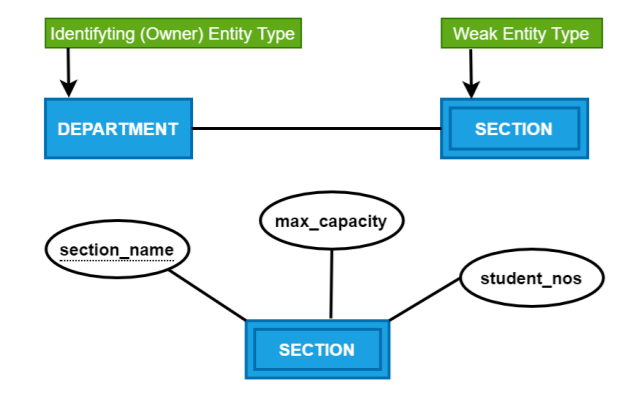 Identifyting (Owner) Entity Type
Weak Entity Type
DEPARTMENT
SECTION
max_capacity
section_name
student_nos
SECTION